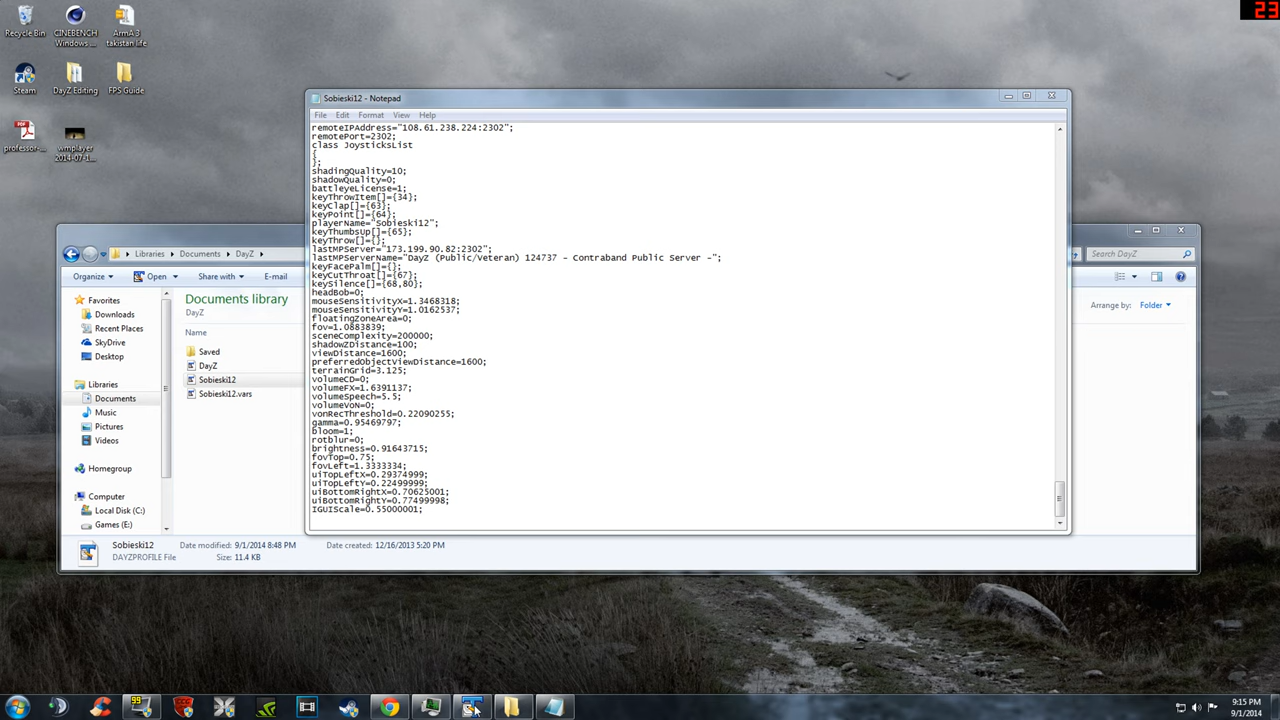 23
Recycle Bin
CINEBENCH Windows ...
ArmA 3 takistan life
Steam
DayZ Editing
FPS Guide
professor-...
wmplayer 2014-07-1...
Sobieski12 - Notepad
File Edit Format View Help
remoteIPAddress="108.61.238.224:2302";
remotePort=2302;
class JoysticksList
{
};
shadingQuality=10;
shadowQuality=0;
battleyeLicense=1;
keyThrowItem[]={34};
keyClap[]={63};
keyPoint[]={64};
playerName="Sobieski12";
keyThumbsUp[]={65};
keyThrow[]={};
lastMPServer="173.199.90.82:2302";
lastMPServerName="DayZ (Public/Veteran) 124737 - Contraband Public Server -";
keyFacePalm[]={};
keyCutThroat[]={67};
keySilence[]={68,80};
headBob=0;
mouseSensitivityX=1.3468318;
mouseSensitivityY=1.0162537;
floatingZoneArea=0;
fov=1.0883839;
sceneComplexity=200000;
shadowZDistance=100;
viewDistance=1600;
preferredObjectViewDistance=1600;
terrainGrid=3.125;
volumeCD=0;
volumeFX=1.6391137;
volumeSpeech=5.5;
volumeVoN=0;
vonRecThreshold=0.22090255;
gamma=0.95469797;
bloom=1;
rotblur=0;
brightness=0.91643715;
fovTop=0.75;
fovLeft=1.3333334;
uiTopLeftX=0.29374999;
uiTopLeftY=0.22499999;
uiBottomRightX=0.70625001;
uiBottomRightY=0.77499998;
IGUIScale=0.55000001;
Libraries Documents DayZ
Search DayZ
Organize Open Share with E-mail
Favorites
Downloads
Recent Places
SkyDrive
Desktop
Libraries
Documents
Music
Pictures
Videos
Homegroup
Computer
Local Disk (C:)
Games (E:)
Documents library
DayZ
Arrange by: Folder
Name
Saved
DayZ
Sobieski12
Sobieski12.vars
Sobieski12 Date modified: 9/1/2014 8:48 PM Date created: 12/16/2013 5:20 PM
DAYZPROFILE File Size: 11.4 KB
99
9:15 PM
9/1/2014